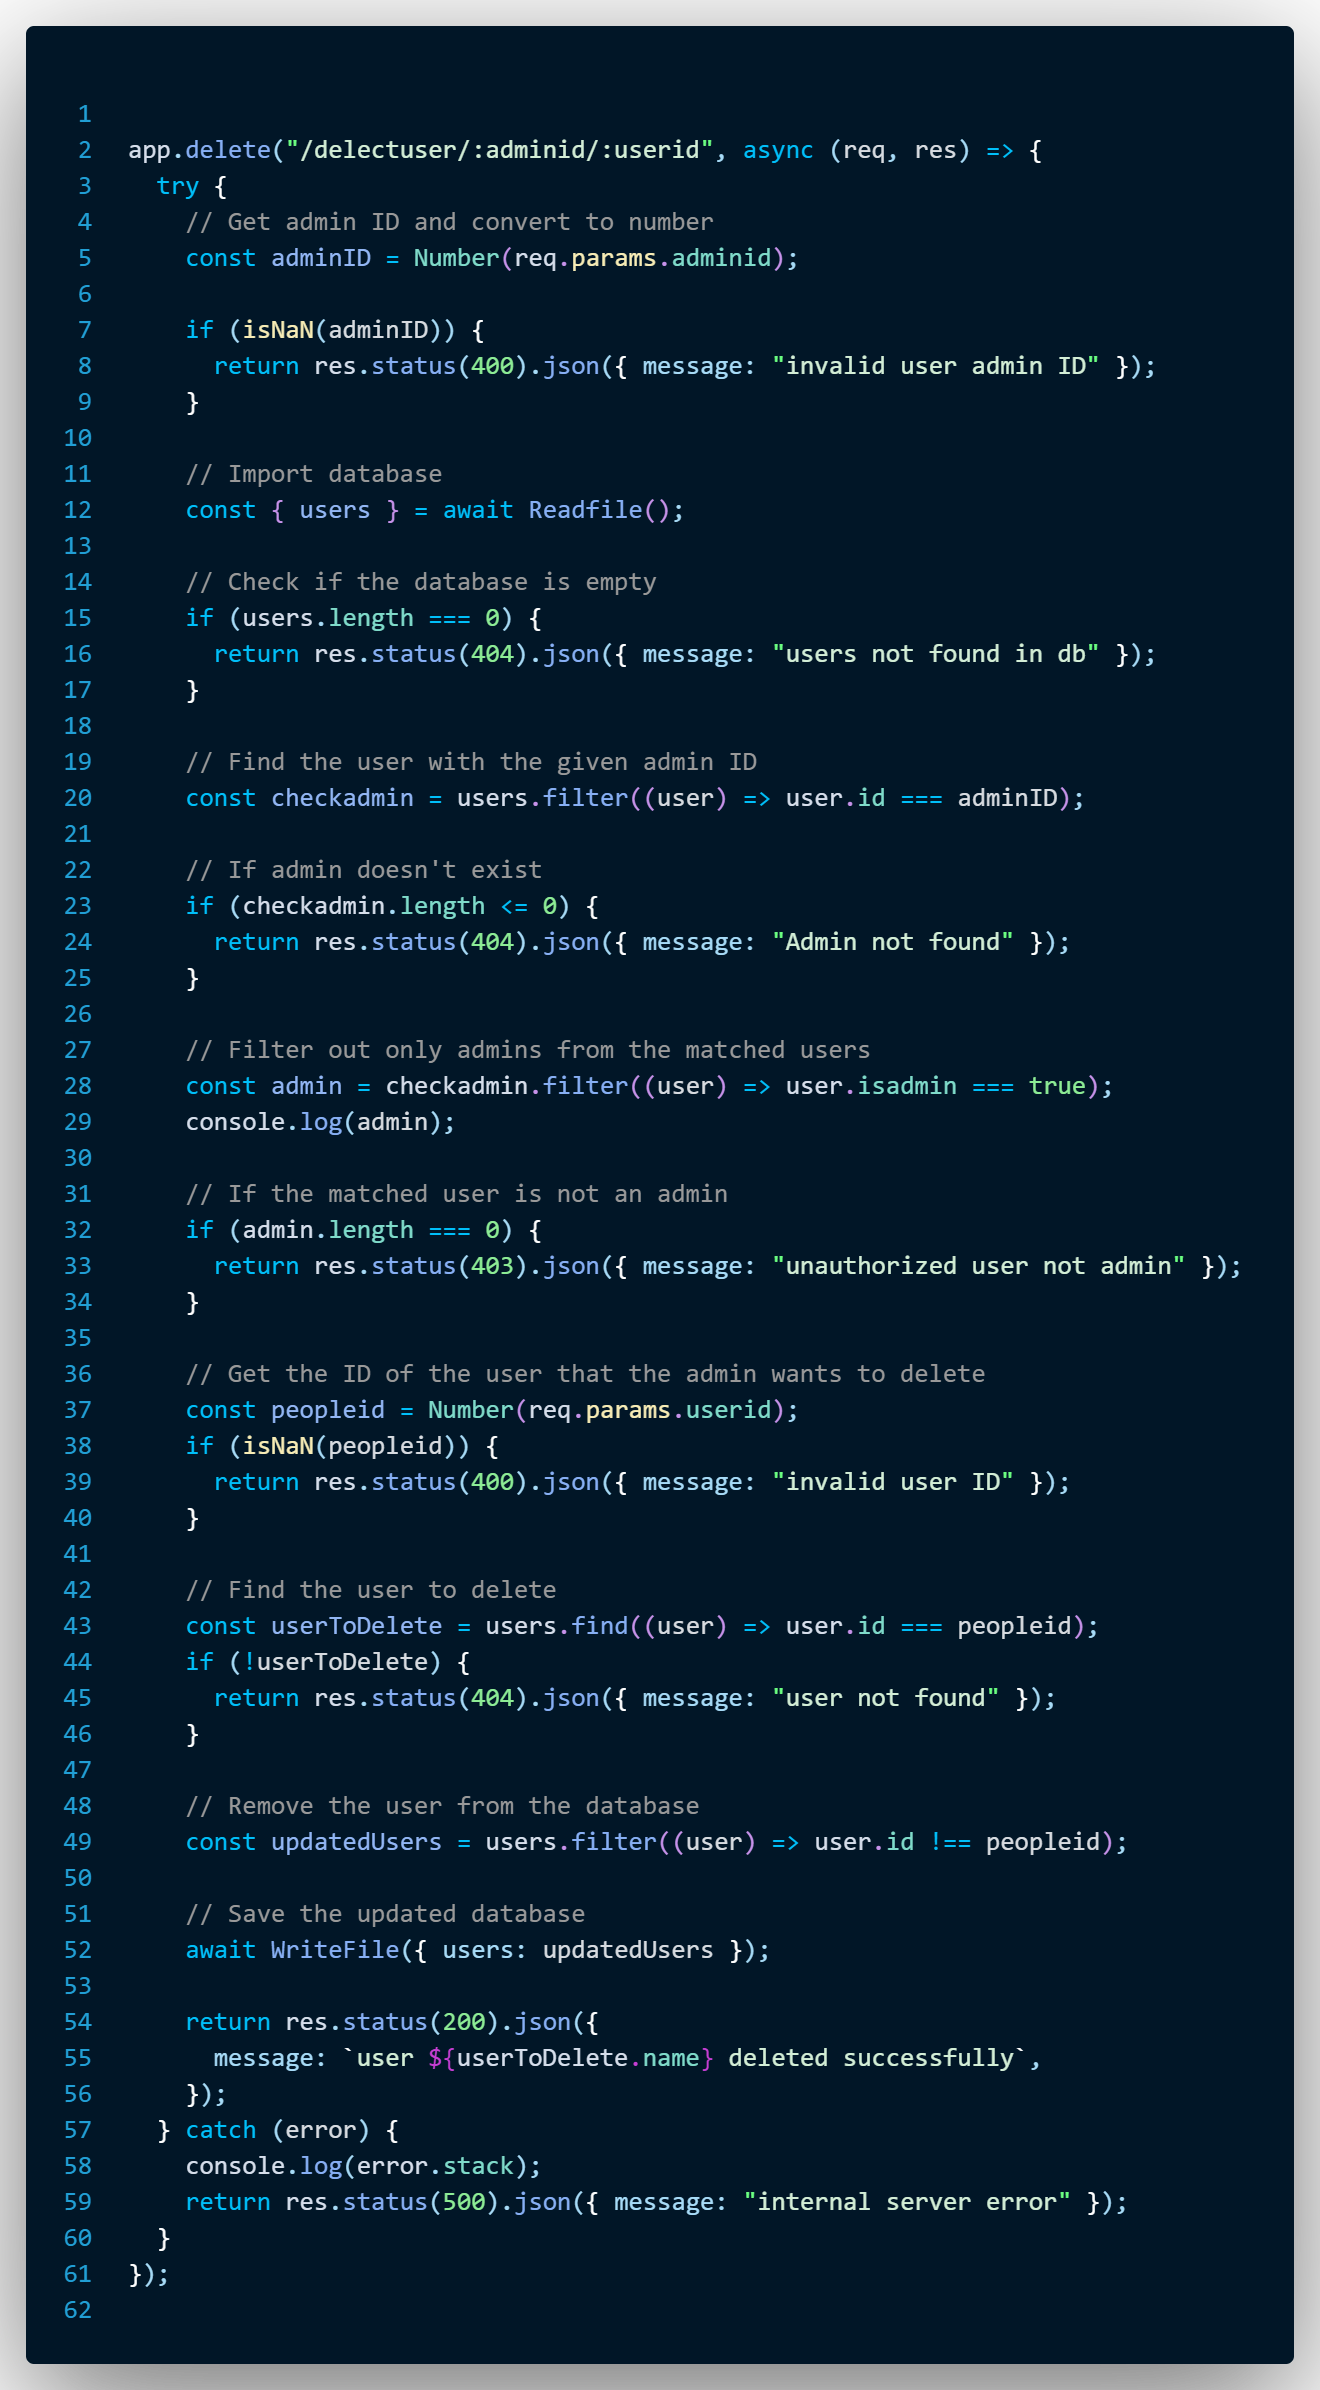 1
2 app.delete("/delectuser/:adminid/:userid", async (req, res) => {
3   try {
4     // Get admin ID and convert to number
5     const adminID = Number(req.params.adminid);
6
7     if (isNaN(adminID)) {
8       return res.status(400).json({ message: "invalid user admin ID" });
9     }
10
11     // Import database
12     const { users } = await Readfile();
13
14     // Check if the database is empty
15     if (users.length === 0) {
16       return res.status(404).json({ message: "users not found in db" });
17     }
18
19     // Find the user with the given admin ID
20     const checkadmin = users.filter((user) => user.id === adminID);
21
22     // If admin doesn't exist
23     if (checkadmin.length <= 0) {
24       return res.status(404).json({ message: "Admin not found" });
25     }
26
27     // Filter out only admins from the matched users
28     const admin = checkadmin.filter((user) => user.isadmin === true);
29     console.log(admin);
30
31     // If the matched user is not an admin
32     if (admin.length === 0) {
33       return res.status(403).json({ message: "unauthorized user not admin" });
34     }
35
36     // Get the ID of the user that the admin wants to delete
37     const peopleid = Number(req.params.userid);
38     if (isNaN(peopleid)) {
39       return res.status(400).json({ message: "invalid user ID" });
40     }
41
42     // Find the user to delete
43     const userToDelete = users.find((user) => user.id === peopleid);
44     if (!userToDelete) {
45       return res.status(404).json({ message: "user not found" });
46     }
47
48     // Remove the user from the database
49     const updatedUsers = users.filter((user) => user.id !== peopleid);
50
51     // Save the updated database
52     await WriteFile({ users: updatedUsers });
53
54     return res.status(200).json({
55       message: `user ${userToDelete.name} deleted successfully`,
56     });
57   } catch (error) {
58     console.log(error.stack);
59     return res.status(500).json({ message: "internal server error" });
60   }
61 });
62